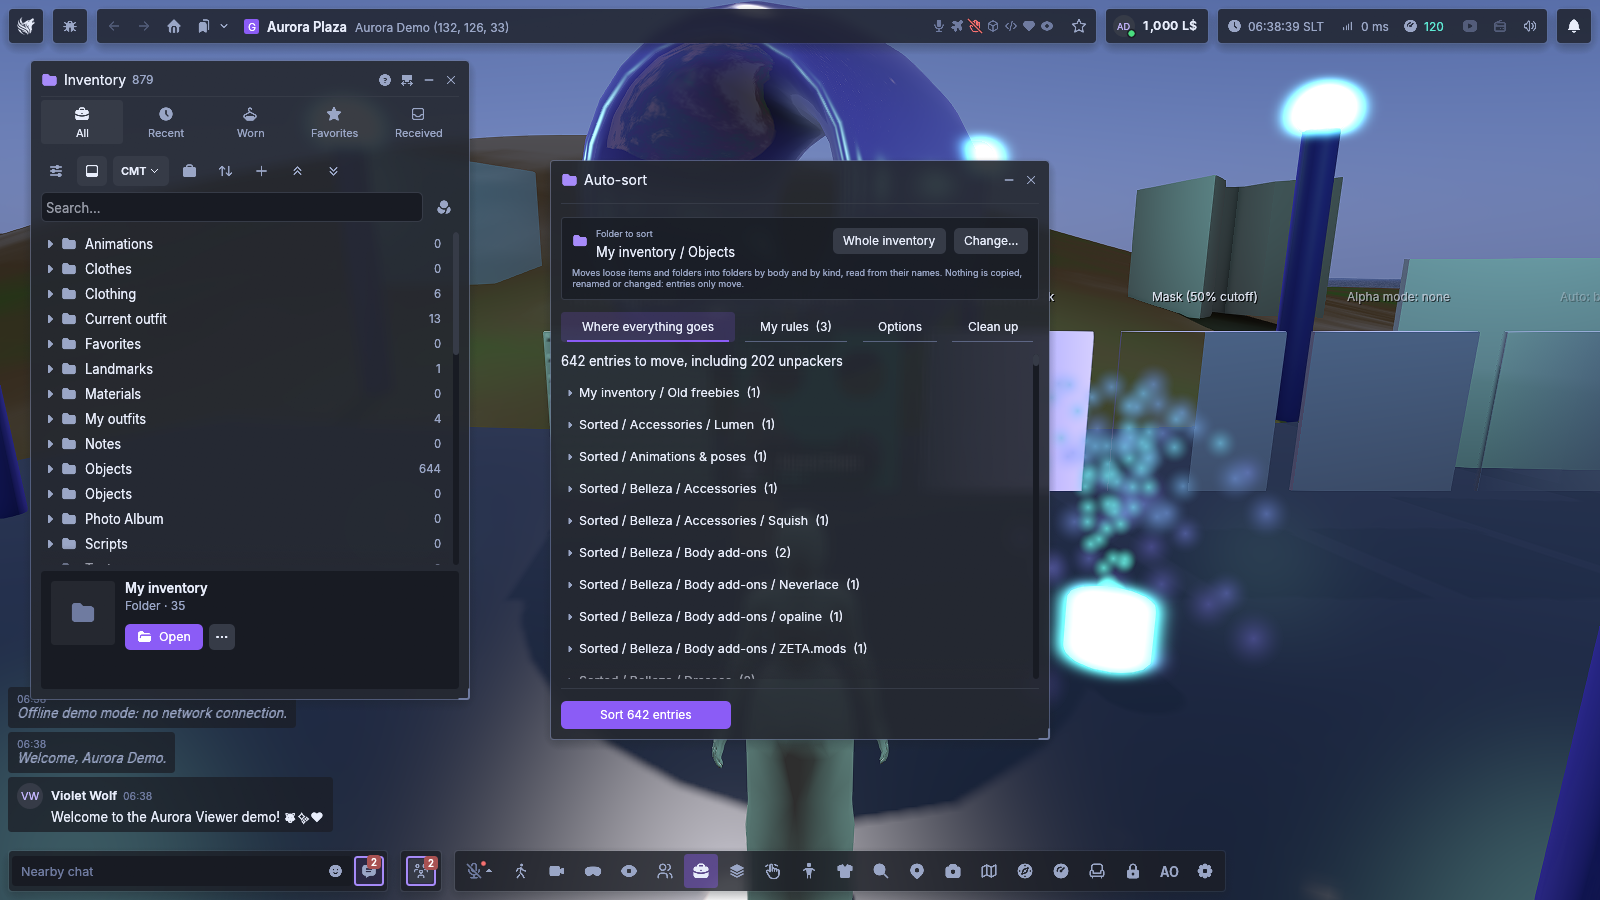 Aurora Plaza Aurora Demo (132, 126, 33)
AD 1,000 L$
06:38:39 SLT 0 ms 120
Inventory 879
All Recent Worn Favorites Received
CMT
Search...
Animations 0
Clothes 0
Clothing 6
Current outfit 13
Favorites 0
Landmarks 1
Materials 0
My outfits 4
Notes 0
Objects 644
Objects 0
Photo Album 0
Scripts 0
My inventory
Folder · 35
Open
Auto-sort
Folder to sort
My inventory / Objects
Whole inventory Change...
Moves loose items and folders into folders by body and by kind, read from their names. Nothing is copied,
renamed or changed: entries only move.
Where everything goes My rules (3) Options Clean up
642 entries to move, including 202 unpackers
My inventory / Old freebies (1)
Sorted / Accessories / Lumen (1)
Sorted / Animations & poses (1)
Sorted / Belleza / Accessories (1)
Sorted / Belleza / Accessories / Squish (1)
Sorted / Belleza / Body add-ons (2)
Sorted / Belleza / Body add-ons / Neverlace (1)
Sorted / Belleza / Body add-ons / opaline (1)
Sorted / Belleza / Body add-ons / ZETA.mods (1)
Sort 642 entries
Mask (50% cutoff) Alpha mode: none Auto: b
06:38
Offline demo mode: no network connection.
06:38
Welcome, Aurora Demo.
VW Violet Wolf 06:38
Welcome to the Aurora Viewer demo!
Nearby chat 2 2
AO